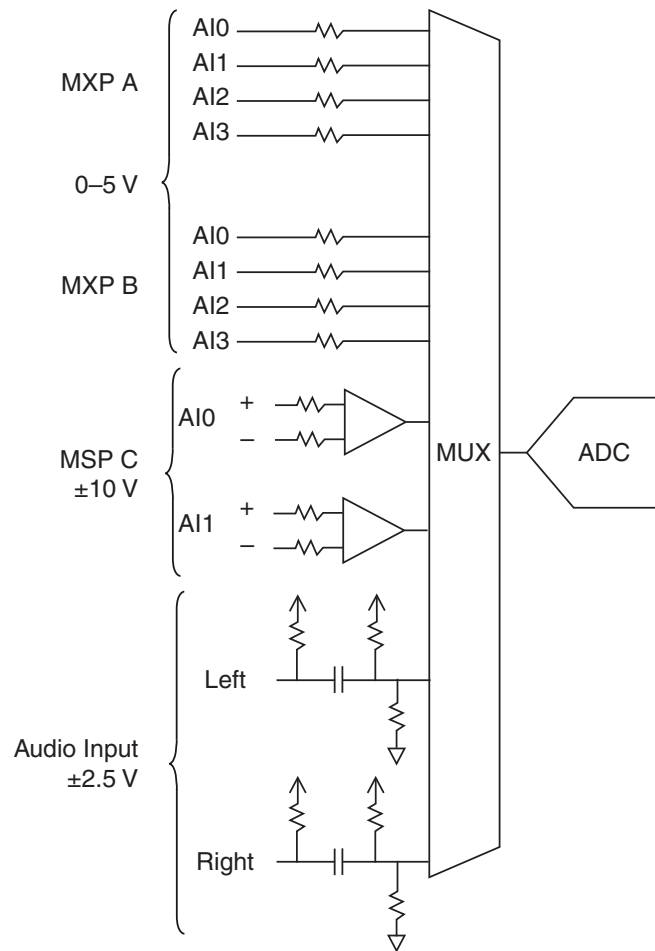 MXP A
AI0
AI1
AI2
AI3
0–5 V
MXP B
AI0
AI1
AI2
AI3
MSP C
±10 V
AI0
+
–
AI1
+
–
MUX
ADC
Audio Input
±2.5 V
Left
Right